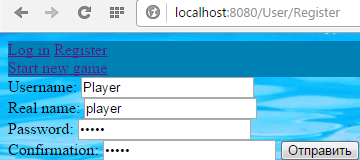 localhost:8080/User/Register
Log in Register
Start new game
Username: Player
Real name: player
Password: •••••
Confirmation: ••••• Отправить